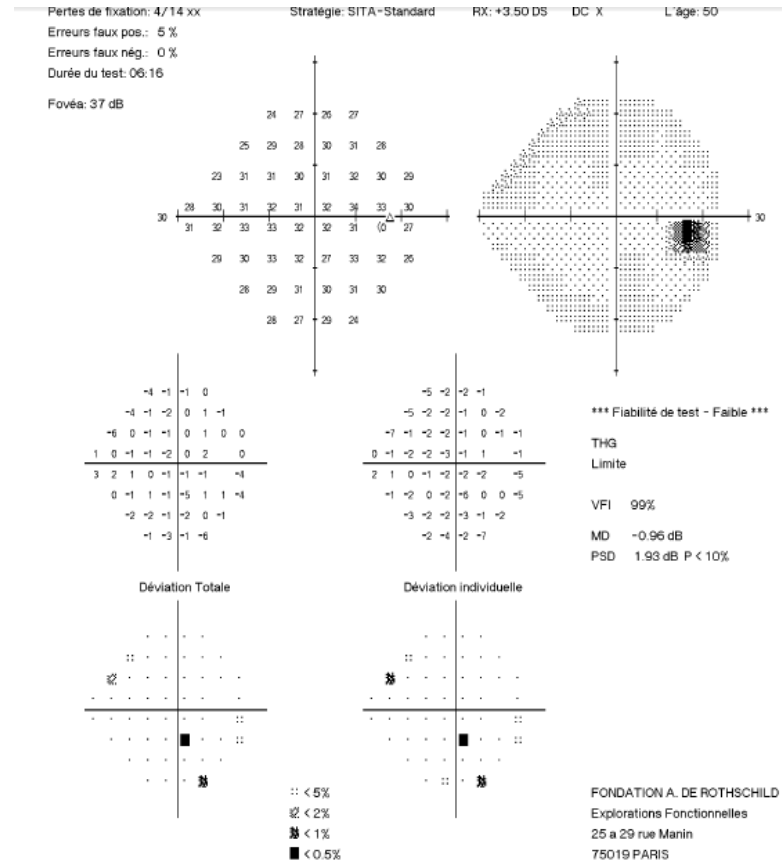 Pertes de fixation: 4/14 xx Stratégie: SITA-Standard RX: +3.50 DS DC X L'âge: 50
Erreurs faux pos.: 5 %
Erreurs faux nég.: 0 %
Durée du test: 06:16
Fovéa: 37 dB
24 27 26 27
25 29 28 30 31 28
23 31 31 30 31 32 30 29
28 30 31 32 31 32 34 33 30
30 30
31 32 33 33 32 32 31 (0 27
29 30 33 32 27 33 32 26
28 29 31 30 31 30
28 27 29 24
-4 -1 -1 0 -5 -2 -2 -1
-4 -1 -2 0 1 -1 -5 -2 -2 -1 0 -2
-6 0 -1 -1 0 1 0 0 -7 -1 -2 -2 -1 0 -1 -1
1 0 -1 -1 -2 0 2 0 0 -1 -2 -2 -3 -1 1 -1
3 2 1 0 -1 -1 -1 -4 2 1 0 -1 -2 -2 -2 -5
0 -1 1 -1 -5 1 1 -4 -1 -2 0 -2 -6 0 0 -5
-2 -2 -1 -2 0 -1 -3 -2 -2 -3 -1 -2
-1 -3 -1 -6 -2 -4 -2 -7
*** Fiabilité de test - Faible ***
THG
Limite
VFI 99%
MD -0.96 dB
PSD 1.93 dB P < 10%
Déviation Totale Déviation individuelle
< 5%
< 2%
< 1%
< 0.5%
FONDATION A. DE ROTHSCHILD
Explorations Fonctionnelles
25 a 29 rue Manin
75019 PARIS